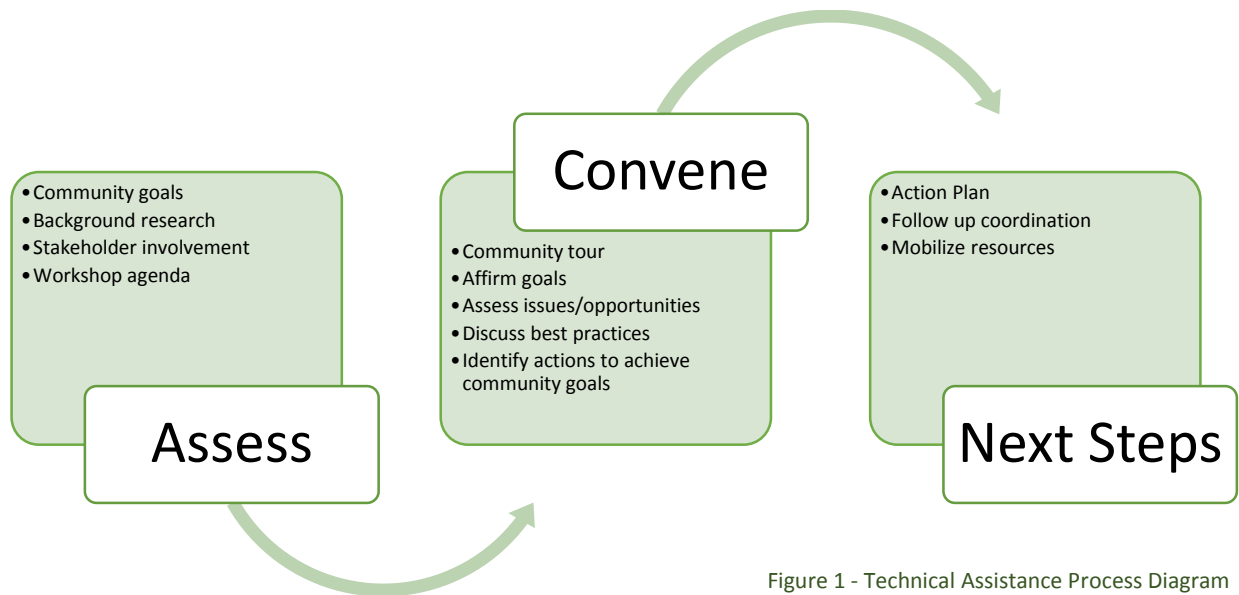 •Community goals
•Background research
•Stakeholder involvement
•Workshop agenda
Assess
Convene
•Community tour
•Affirm goals
•Assess issues/opportunities
•Discuss best practices
•Identify actions to achieve
community goals
•Action Plan
•Follow up coordination
•Mobilize resources
Next Steps
Figure 1 - Technical Assistance Process Diagram